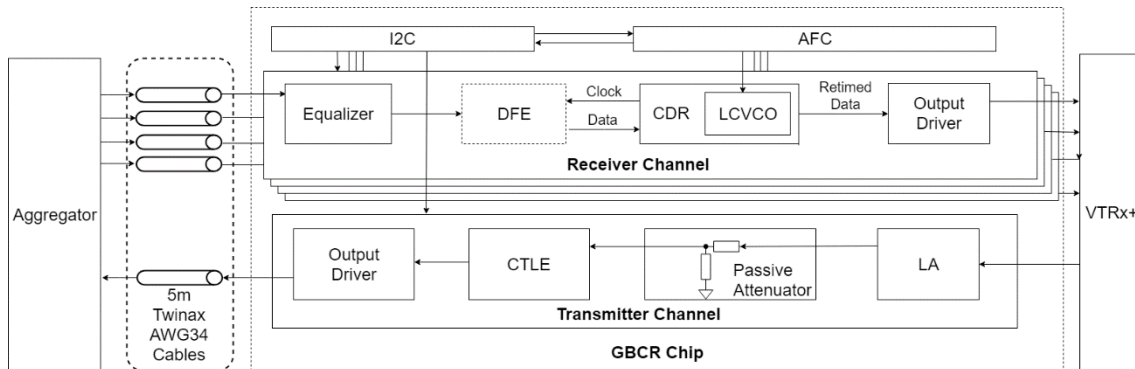 I2C
AFC
Aggregator
Equalizer
DFE
Clock
Data
CDR
LCVCO
Retimed
Data
Output
Driver
Receiver Channel
VTRx+
Output
Driver
CTLE
Passive
Attenuator
LA
Transmitter Channel
5m
Twinax
AWG34
Cables
GBCR Chip